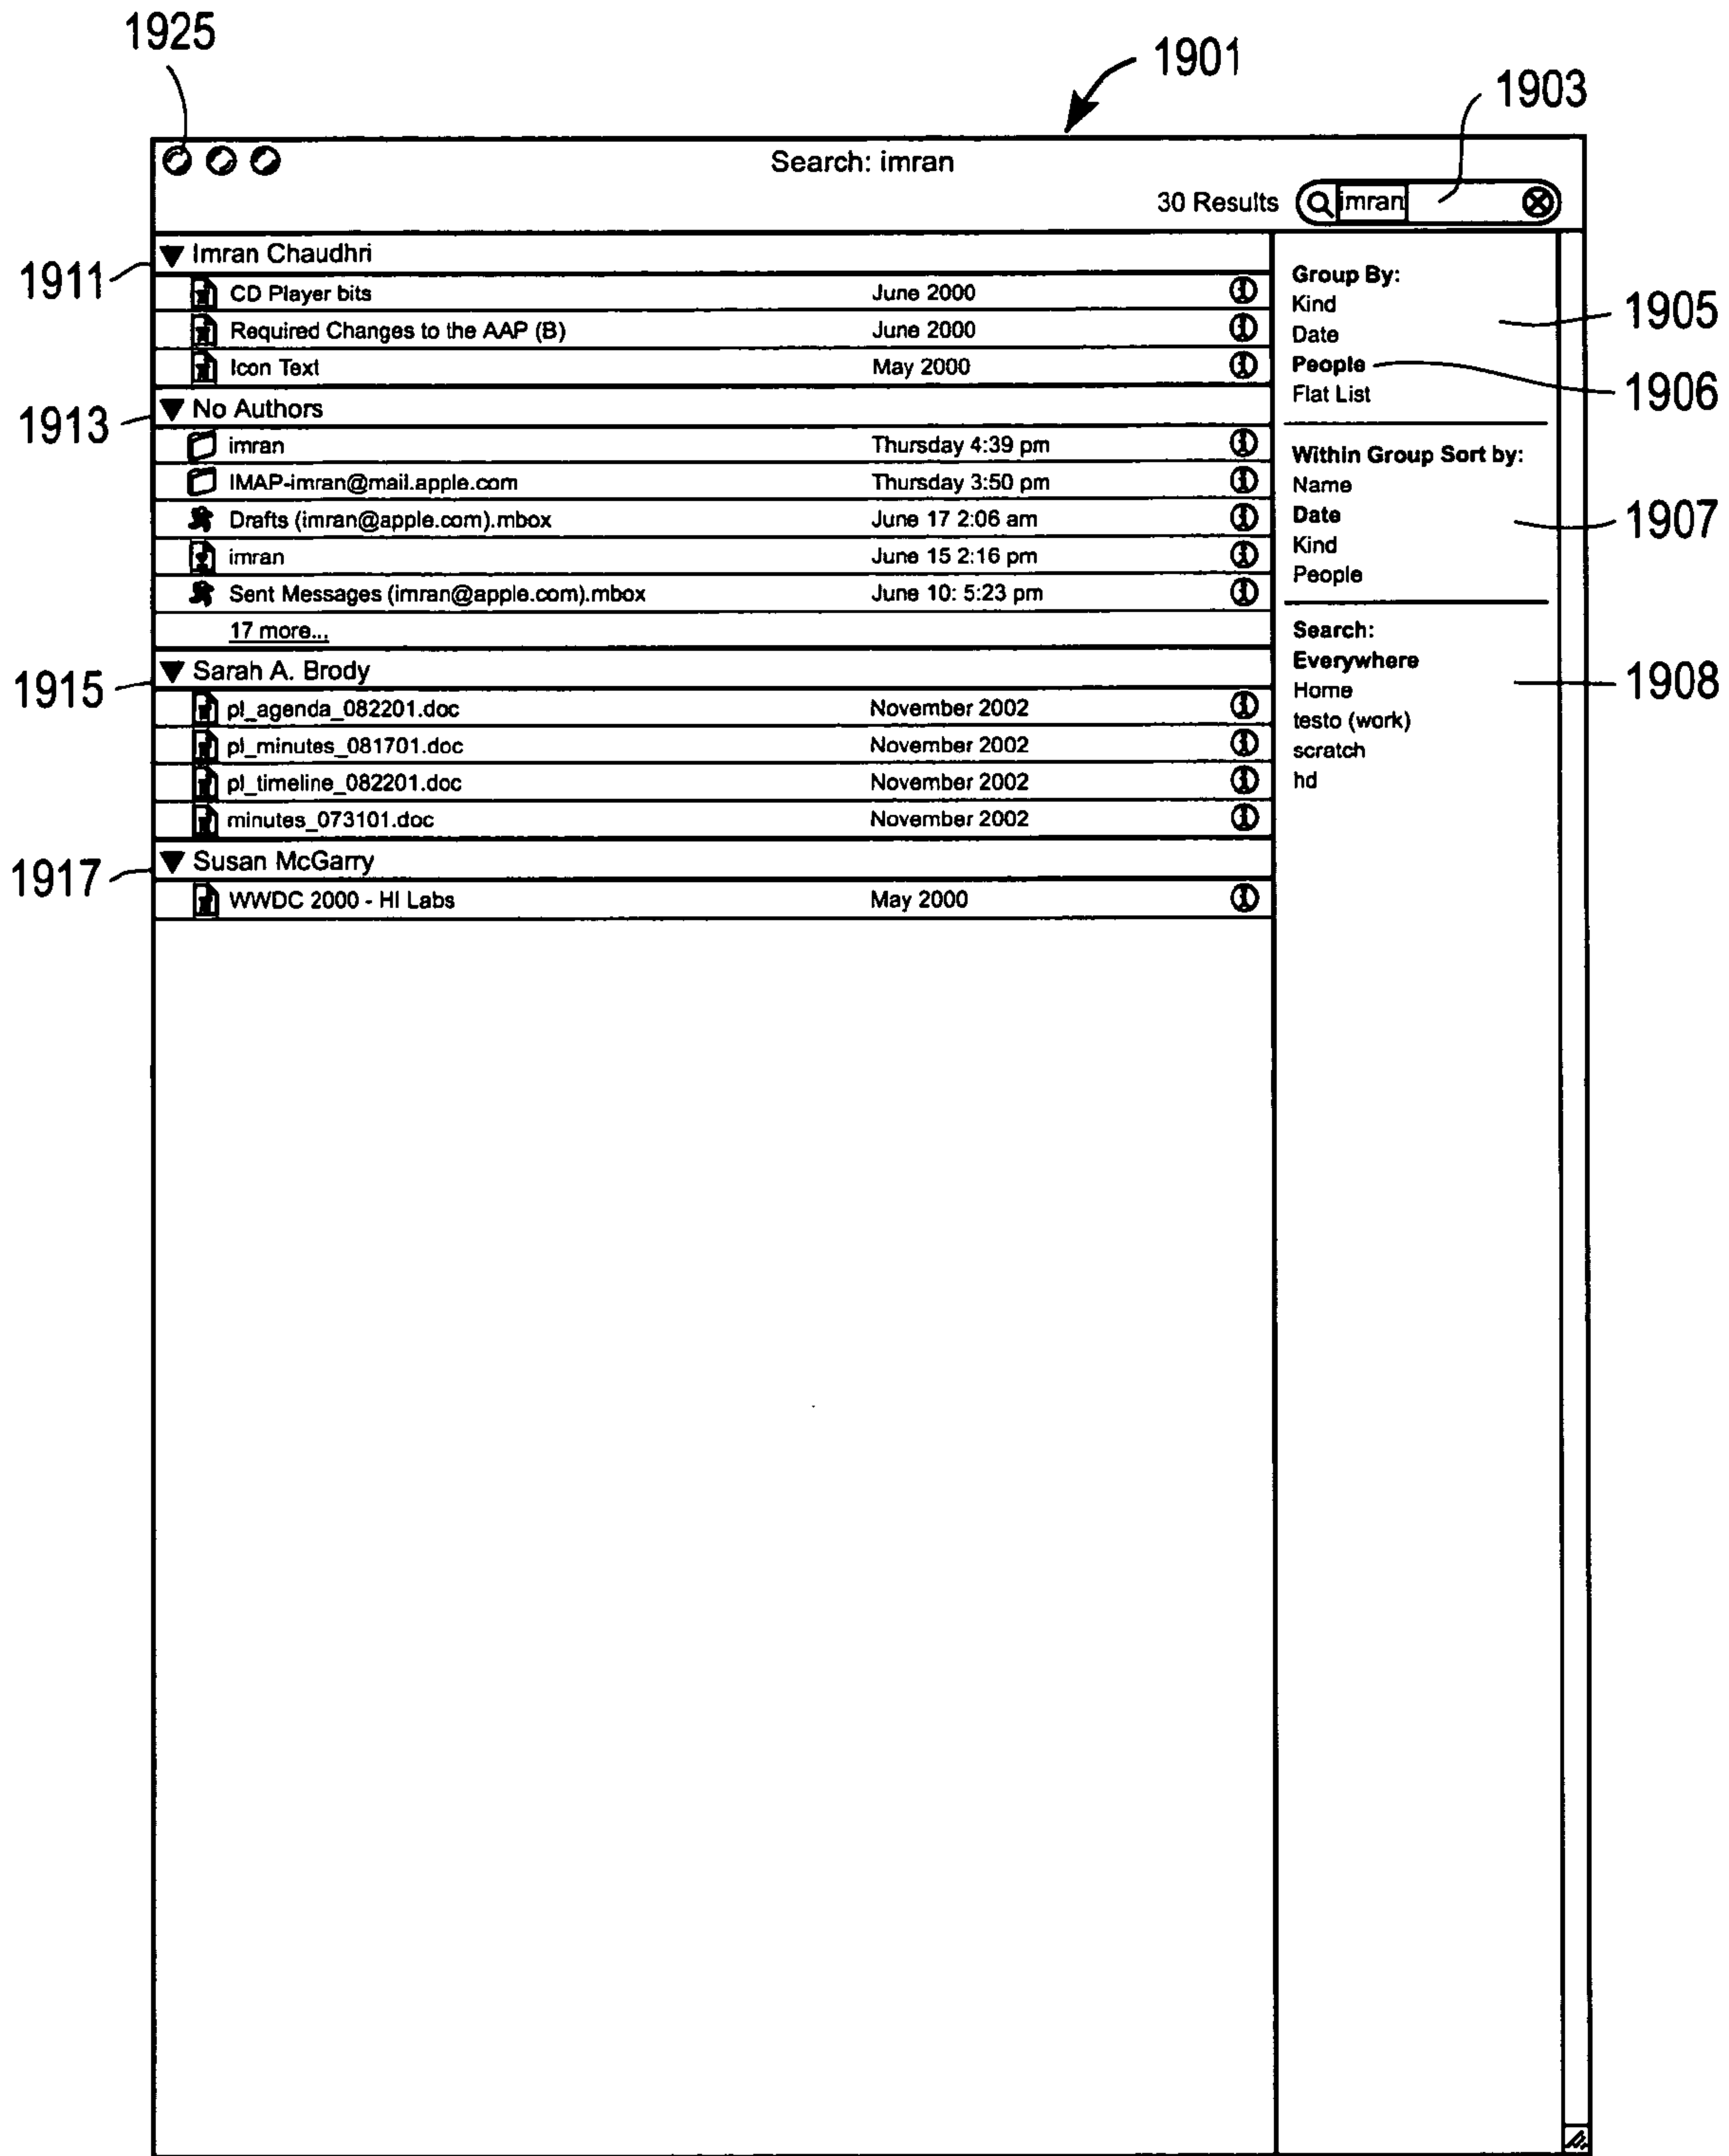 1925
1901
1903
Search: imran
30 Results imran
1911
Imran Chaudhri
CD Player bits June 2000
Required Changes to the AAP (B) June 2000
Icon Text May 2000
1913
No Authors
imran Thursday 4:39 pm
IMAP-imran@mail.apple.com Thursday 3:50 pm
Drafts (imran@apple.com).mbox June 17 2:06 am
imran June 15 2:16 pm
Sent Messages (imran@apple.com).mbox June 10: 5:23 pm
17 more...
1915
Sarah A. Brody
pl_agenda_082201.doc November 2002
pl_minutes_081701.doc November 2002
pl_timeline_082201.doc November 2002
minutes_073101.doc November 2002
1917
Susan McGarry
WWDC 2000 - HI Labs May 2000
Group By:
Kind
Date
People
Flat List
1905
1906
Within Group Sort by:
Name
Date
Kind
People
1907
Search:
Everywhere
Home
testo (work)
scratch
hd
1908